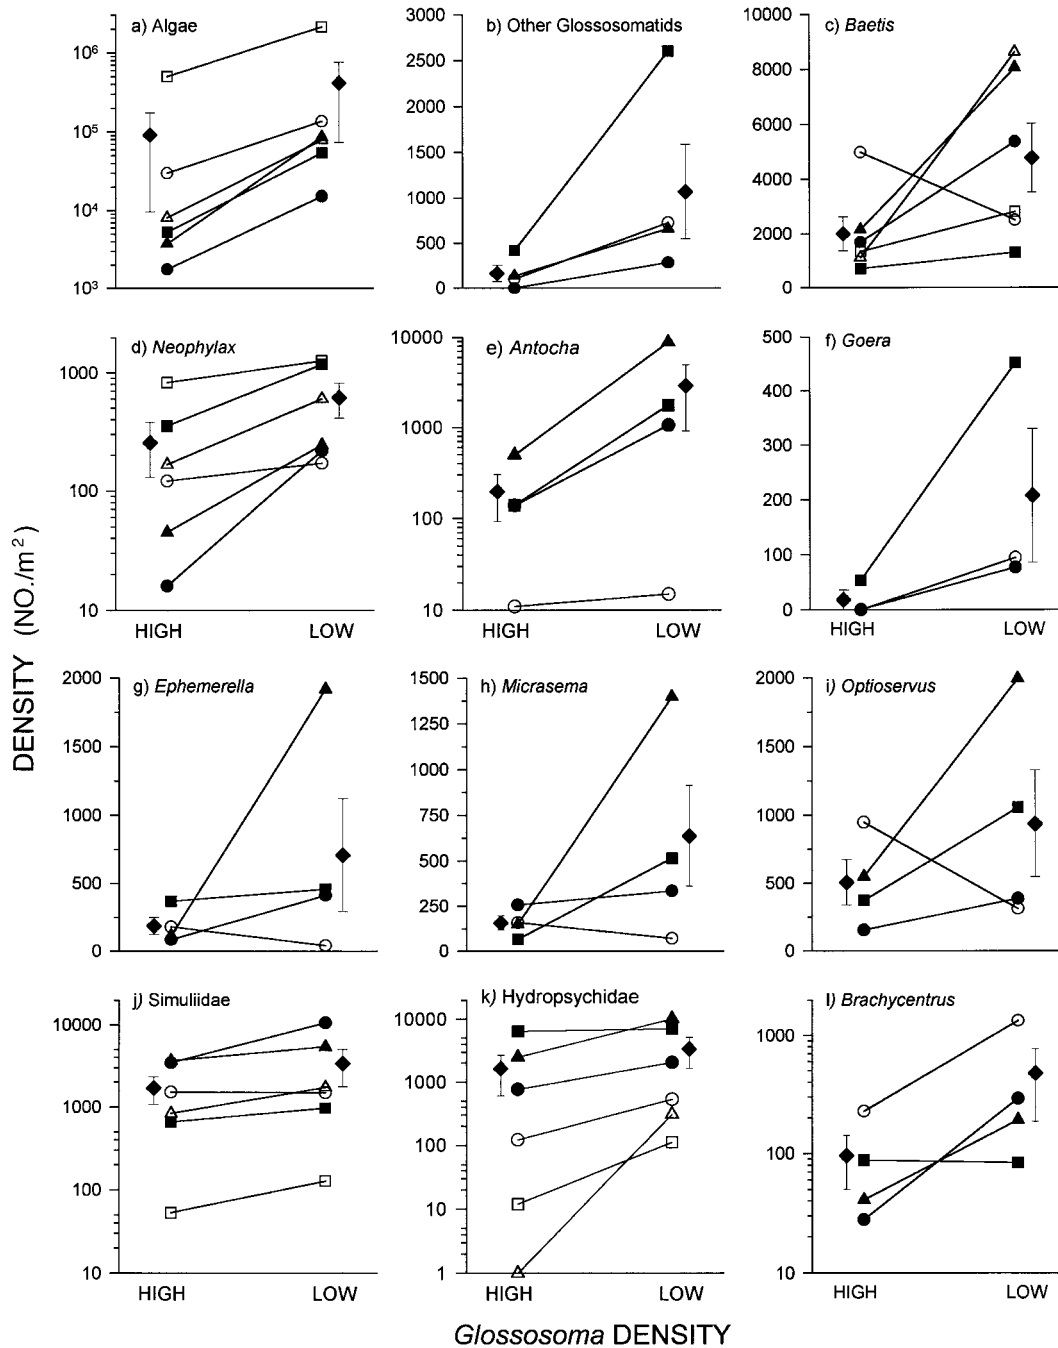 a) Algae
10⁶
10⁵
10⁴
10³
b) Other Glossosomatids
3000
2500
2000
1500
1000
500
0
c) Baetis
10000
8000
6000
4000
2000
0
d) Neophylax
1000
100
10
HIGH
LOW
e) Antocha
10000
1000
100
10
HIGH
LOW
f) Goera
500
400
300
200
100
0
HIGH
LOW
DENSITY (NO./m²)
g) Ephemerella
2000
1500
1000
500
0
h) Micrasema
1500
1250
1000
750
500
250
0
i) Optioservus
2000
1500
1000
500
0
j) Simuliidae
10000
1000
100
10
HIGH
LOW
k) Hydropsychidae
10000
1000
100
10
1
HIGH
LOW
l) Brachycentrus
1000
100
10
HIGH
LOW
Glossosoma DENSITY